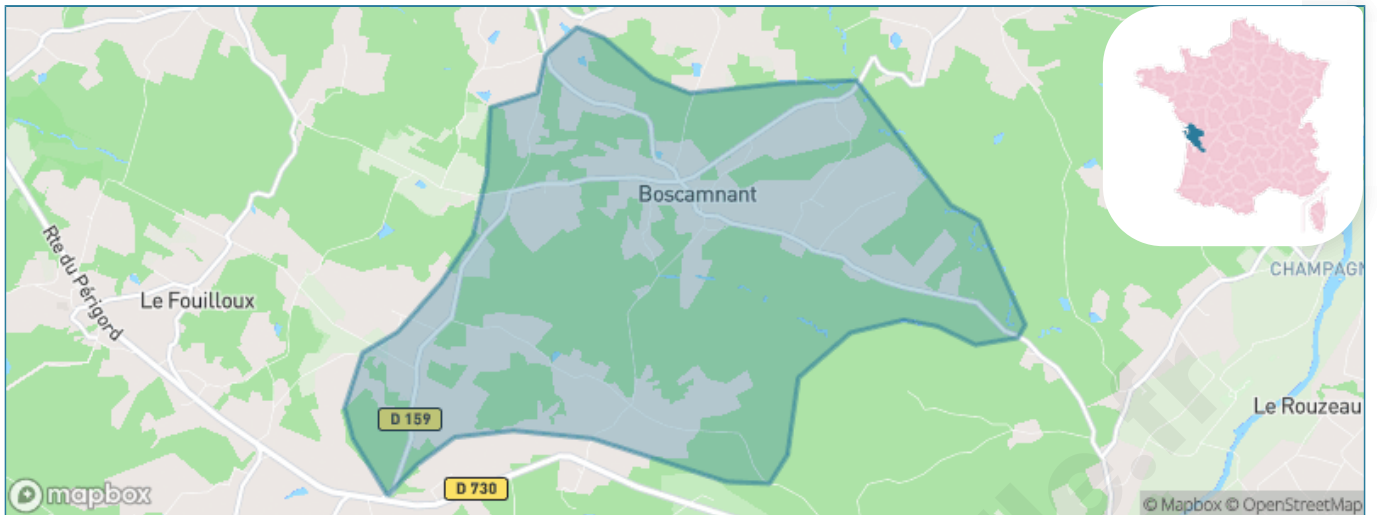 Boscamnant
CHAMPAGN
Rte du Périgord
Le Fouilloux
Le Rouzeau
D 159
D 730
mapbox
© Mapbox © OpenStreetMap